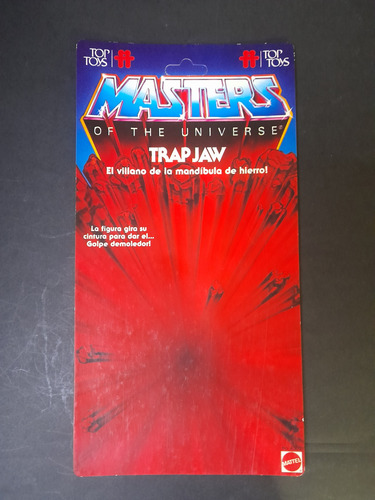 TOP TOYS
TOP TOYS
MASTERS
OF THE UNIVERSE®
TRAP JAW
El villano de la mandíbula de hierro!
La figura gira su
cintura para dar el...
Golpe demoledor!
MATTEL